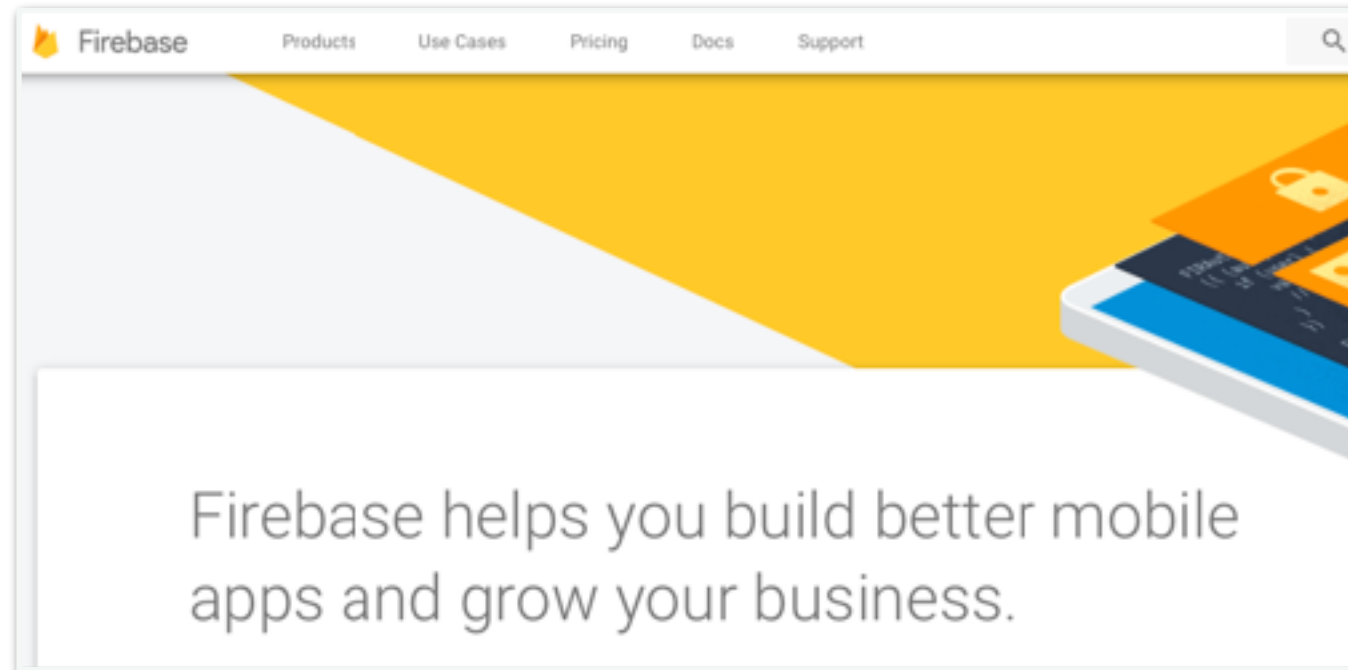 Firebase
Products
Use Cases
Pricing
Docs
Support
Firebase helps you build better mobile
apps and grow your business.